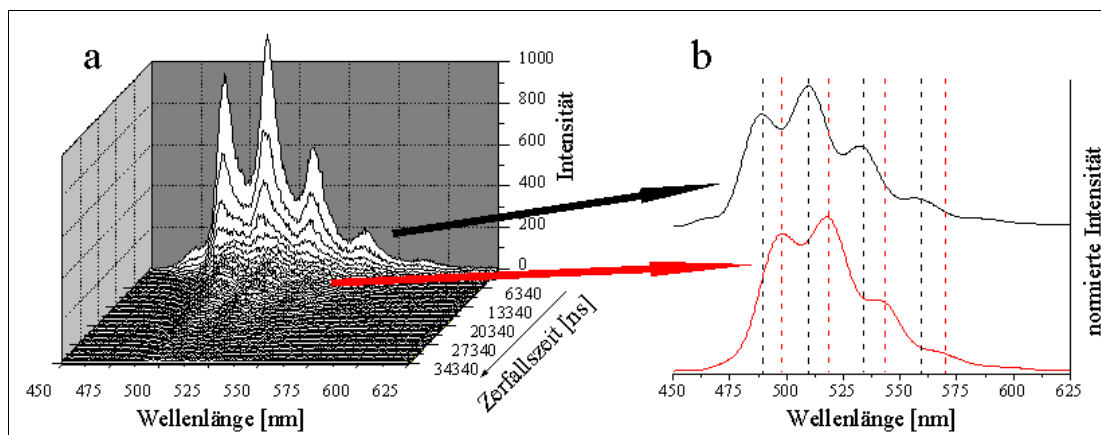 a
1000
800
600
400
200
0
Intensität
6340
13340
20340
27340
34340
Zerfallszeit [ns]
450 475 500 525 550 575 600 625
Wellenlänge [nm]
b
normierte Intensität
450 475 500 525 550 575 600 625
Wellenlänge [nm]